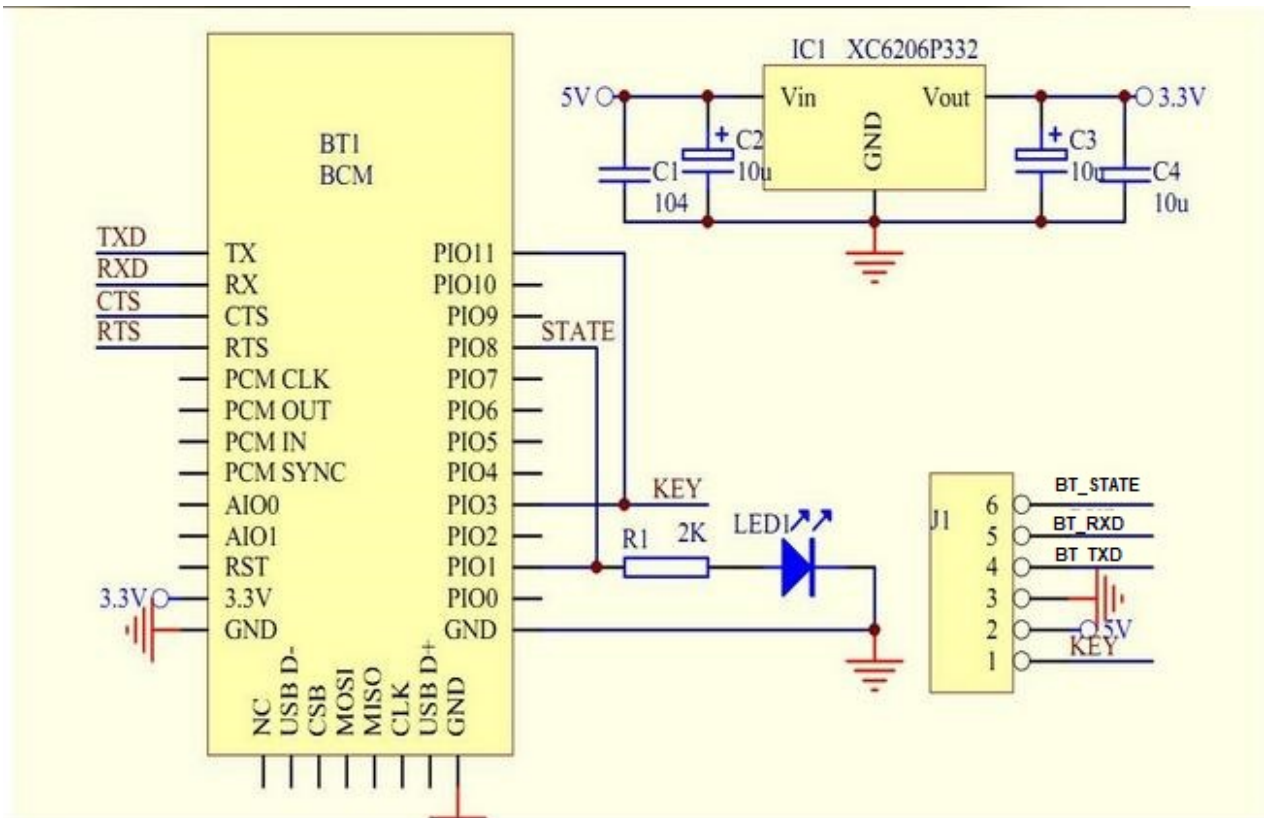 IC1 XC6206P332
5V
Vin
Vout
3.3V
GND
C2
10u
C3
10u
C1
104
C4
10u
BT1
BCM
TXD
RXD
CTS
RTS
TX
RX
CTS
RTS
PCM CLK
PCM OUT
PCM IN
PCM SYNC
AIO0
AIO1
RST
3.3V
3.3V
GND
PIO11
PIO10
PIO9
PIO8
PIO7
PIO6
PIO5
PIO4
PIO3
PIO2
PIO1
PIO0
GND
STATE
KEY
R1 2K
LED1
NC
USB D-
CSB
MOSI
MISO
CLK
USB D+
GND
J1
6 BT_STATE
5 BT_RXD
4 BT_TXD
3
2 5V
1 KEY